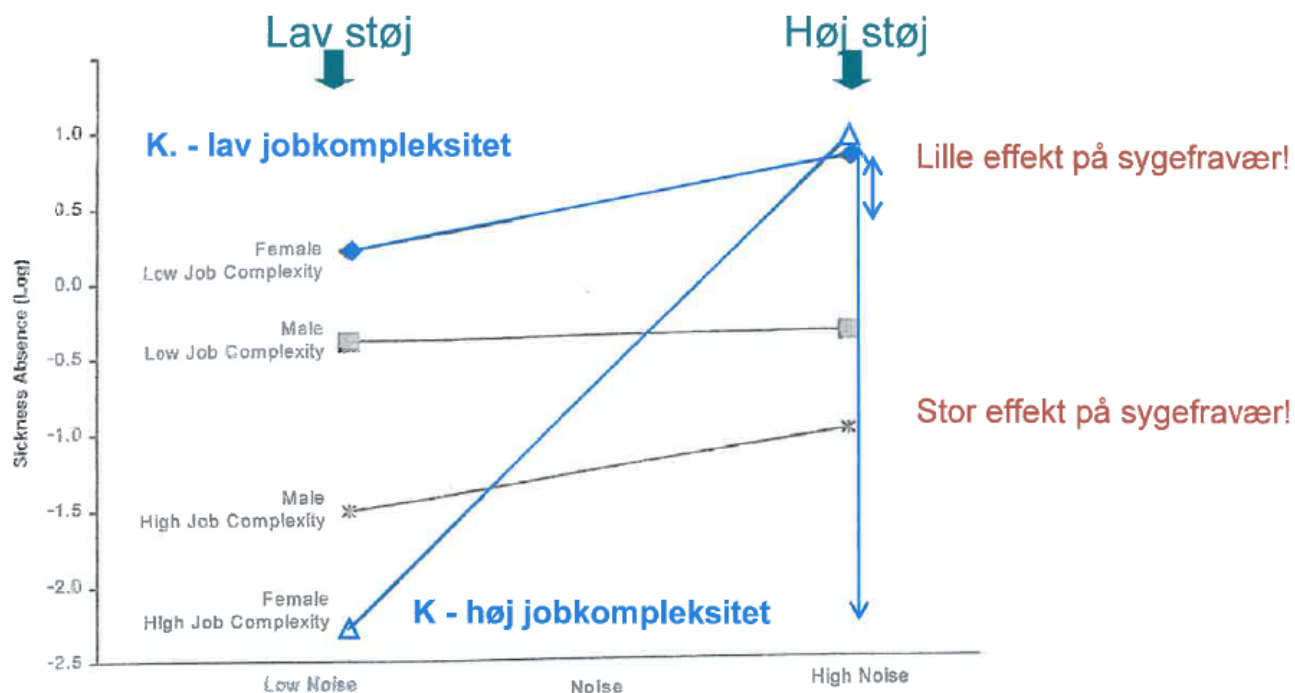 Lav støj
Høj støj
K. - lav jobkompleksitet
Lille effekt på sygefravær!
1.0
0.5
0.0
-0.5
-1.0
-1.5
-2.0
-2.5
Sickness Absence (Log)
Female
Low Job Complexity
Male
Low Job Complexity
Stor effekt på sygefravær!
Male
High Job Complexity
Female
High Job Complexity
K - høj jobkompleksitet
Low Noise
Noise
High Noise